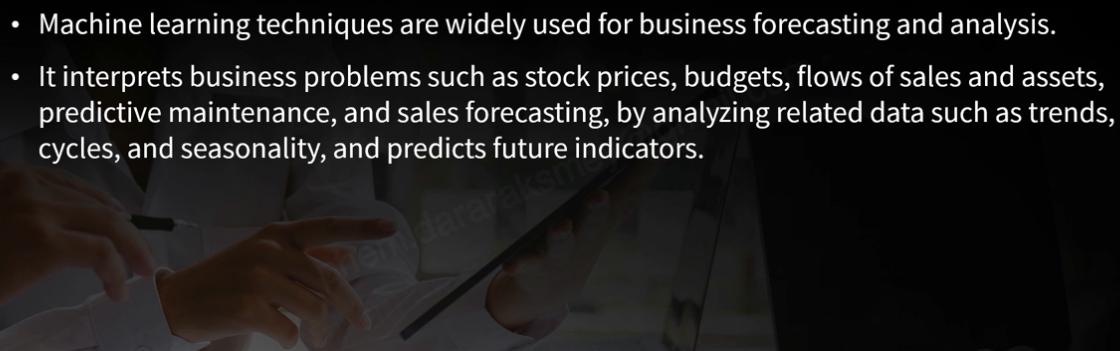 • Machine learning techniques are widely used for business forecasting and analysis.
• It interprets business problems such as stock prices, budgets, flows of sales and assets,
predictive maintenance, and sales forecasting, by analyzing related data such as trends,
cycles, and seasonality, and predicts future indicators.